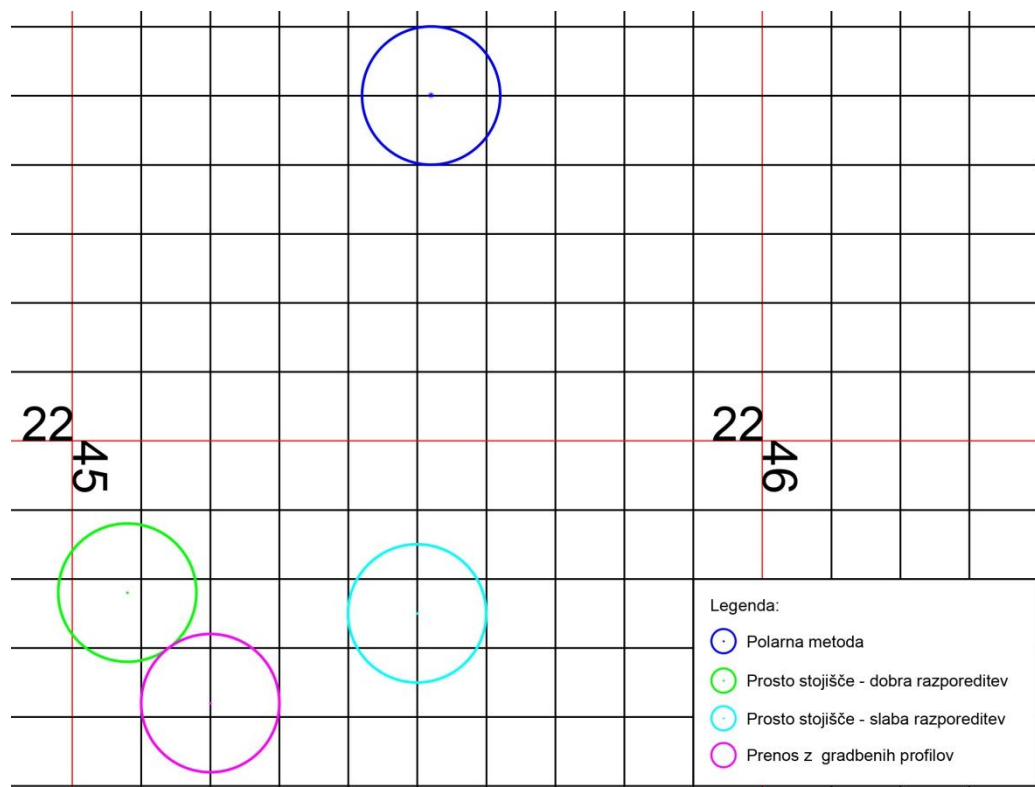 22
45
22
46
Legenda:
Polarna metoda
Prosto stojišče - dobra razporeditev
Prosto stojišče - slaba razporeditev
Prenos z  gradbenih profilov